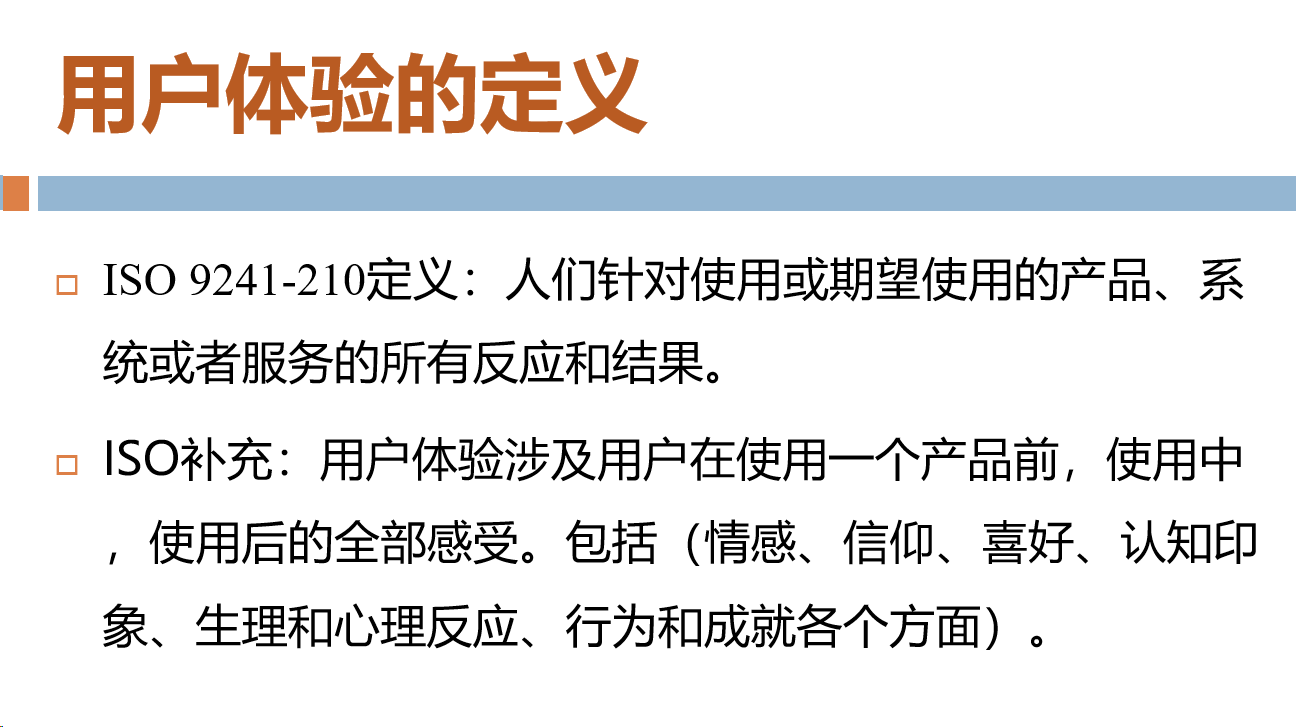 用户体验的定义
ISO 9241-210定义：人们针对使用或期望使用的产品、系
统或者服务的所有反应和结果。
ISO补充：用户体验涉及用户在使用一个产品前，使用中
，使用后的全部感受。包括（情感、信仰、喜好、认知印
象、生理和心理反应、行为和成就各个方面）。